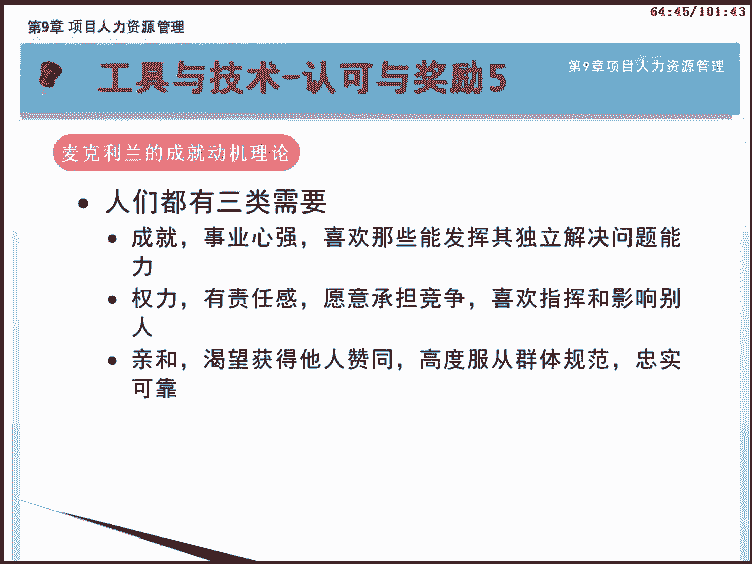 64:45/101:43
第9章 项目人力资源管理
工具与技术-认可与奖励5
第9章项目人力资源管理
麦克利兰的成就动机理论
• 人们都有三类需要
• 成就，事业心强，喜欢那些能发挥其独立解决问题能
力
• 权力，有责任感，愿意承担竞争，喜欢指挥和影响别
人
• 亲和，渴望获得他人赞同，高度服从群体规范，忠实
可靠